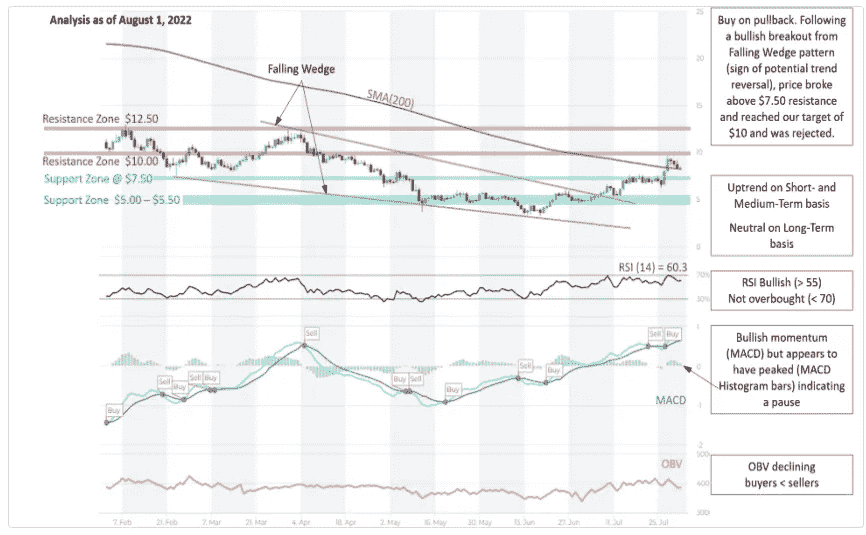 Analysis as of August 1, 2022
25
20
15
10
5
0
Falling Wedge
SMA(200)
Resistance Zone $12.50
Resistance Zone $10.00
Support Zone @ $7.50
Support Zone $5.00 – $5.50
Buy on pullback. Following
a bullish breakout from
Falling Wedge pattern
(sign of potential trend
reversal), price broke
above $7.50 resistance
and reached our target of
$10 and was rejected.
Uptrend on Short- and
Medium-Term basis
Neutral on Long-Term
basis
RSI (14) = 60.3
70%
30%
RSI Bullish (> 55)
Not overbought (< 70)
Buy
Sell
Buy
Sell
Buy
Sell
Buy
Sell
Buy
Sell
Buy
Sell
Buy
1
0
-1
-2
MACD
Bullish momentum
(MACD) but appears to
have peaked (MACD
Histogram bars) indicating
a pause
OBV
600
300
OBV declining
buyers < sellers
7. Feb
21. Feb
7. Mar
21. Mar
4. Apr
18. Apr
2. May
16. May
30. May
13. Jun
27. Jun
11. Jul
25. Jul